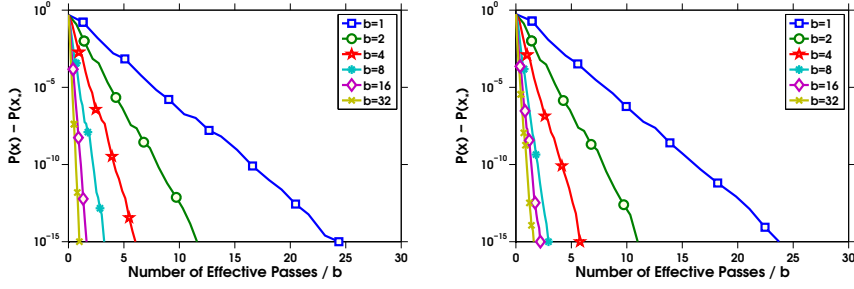 10^0
10^-5
10^-10
10^-15
P(x) − P(x*)
0 5 10 15 20 25 30
Number of Effective Passes / b
b=1
b=2
b=4
b=8
b=16
b=32
10^0
10^-5
10^-10
10^-15
P(x) − P(x*)
0 5 10 15 20 25 30
Number of Effective Passes / b
b=1
b=2
b=4
b=8
b=16
b=32